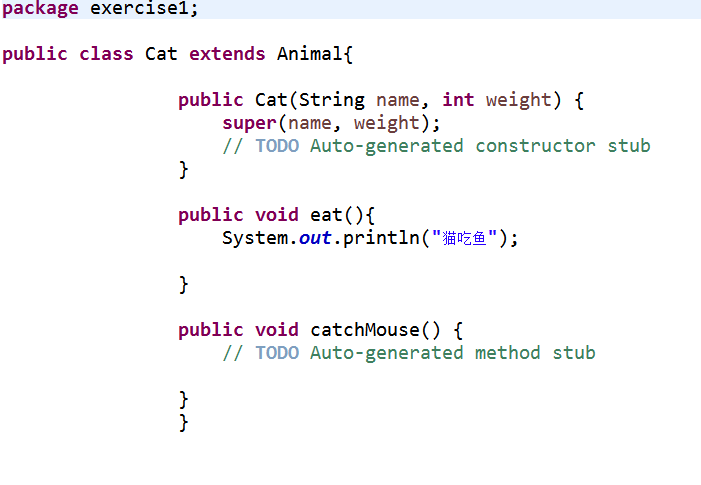 package exercise1;
public class Cat extends Animal{
public Cat(String name, int weight) {
super(name, weight);
// TODO Auto-generated constructor stub
}
public void eat(){
System.out.println("猫吃鱼");
}
public void catchMouse() {
// TODO Auto-generated method stub
}
}